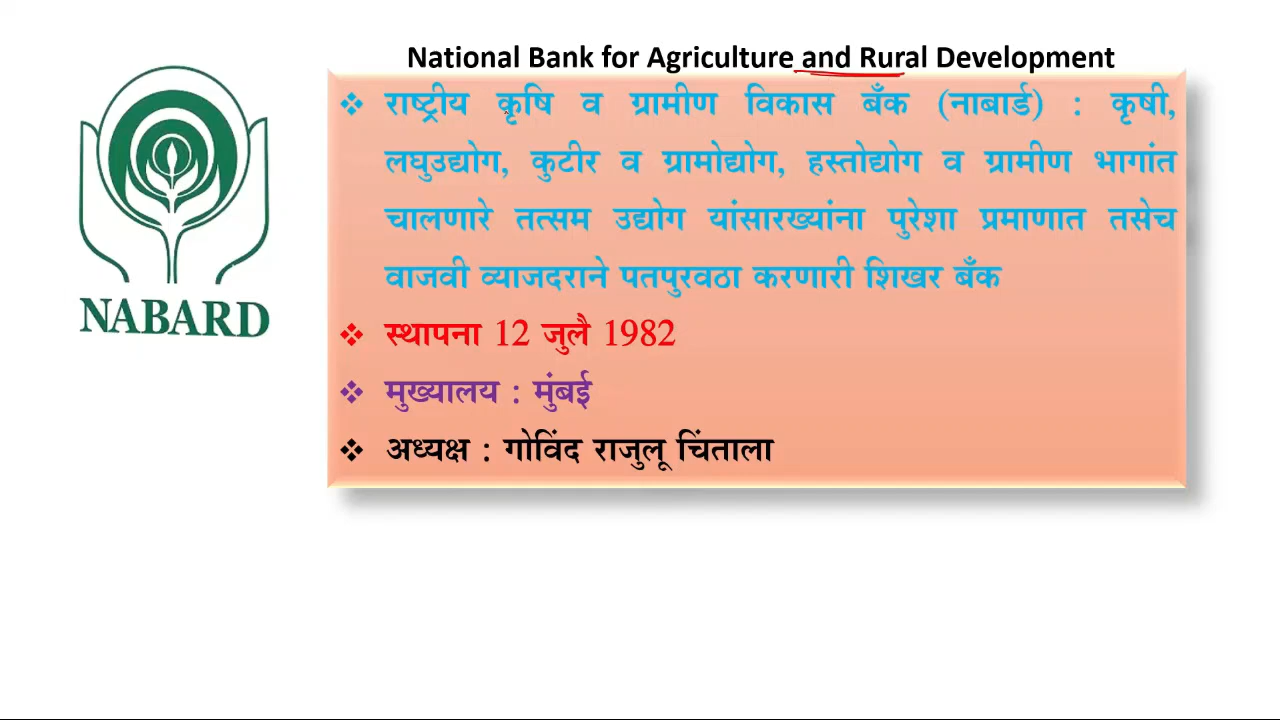 National Bank for Agriculture and Rural Development
❖ राष्ट्रीय कृषि व ग्रामीण विकास बँक (नाबार्ड) : कृषी,
लघुउद्योग, कुटीर व ग्रामोद्योग, हस्तोद्योग व ग्रामीण भागांत
चालणारे तत्सम उद्योग यांसारख्यांना पुरेशा प्रमाणात तसेच
वाजवी व्याजदराने पतपुरवठा करणारी शिखर बँक
❖ स्थापना 12 जुलै 1982
❖ मुख्यालय : मुंबई
❖ अध्यक्ष : गोविंद राजुलू चिंताला
NABARD